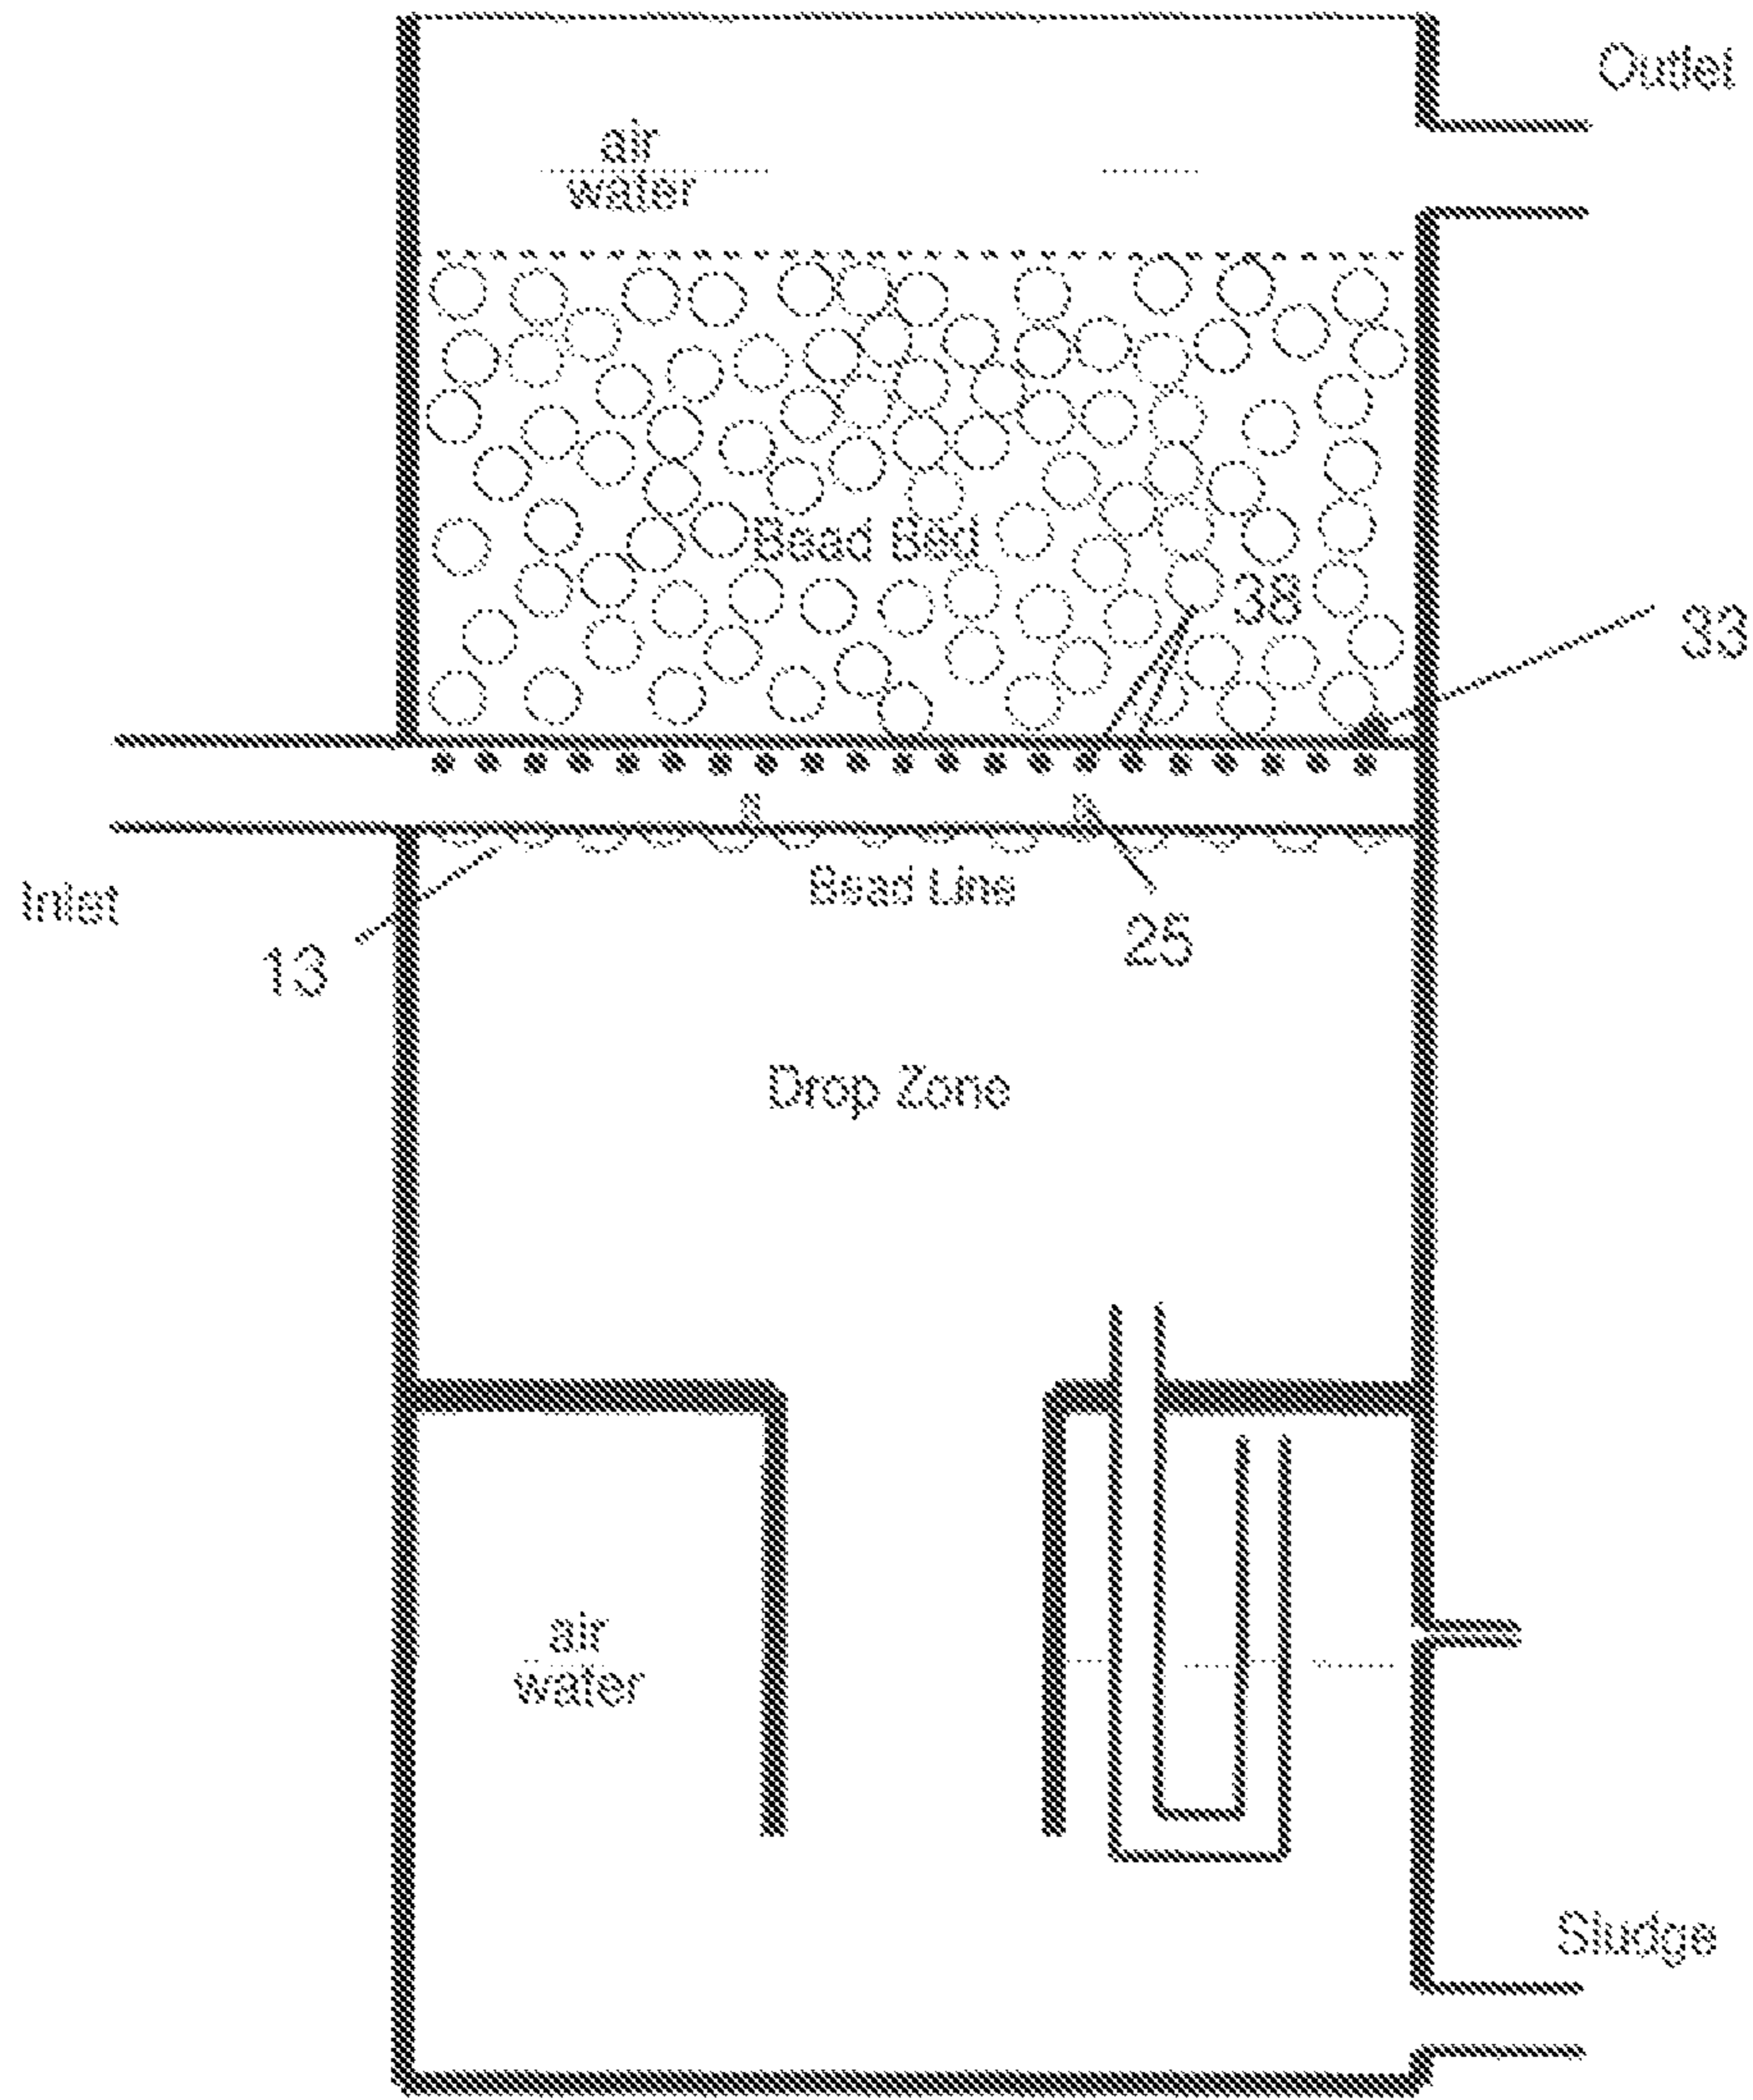 Outlet
air
water
Bead Bed
38
33
Inlet
13
Bead Line
25
Drop Zone
air
water
Sludge